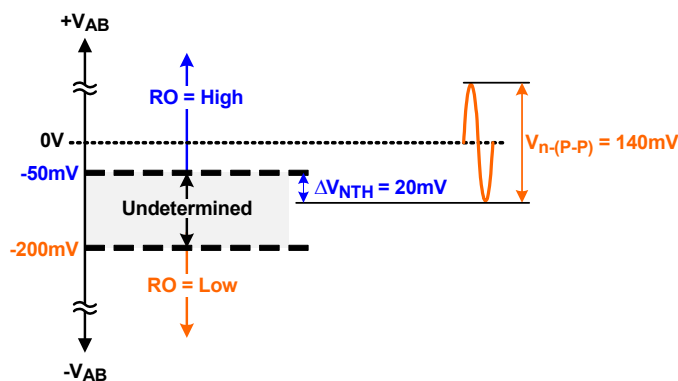 +VAB
RO = High
0V
Vn-(P-P) = 140mV
-50mV
ΔVNTH = 20mV
Undetermined
-200mV
RO = Low
-VAB